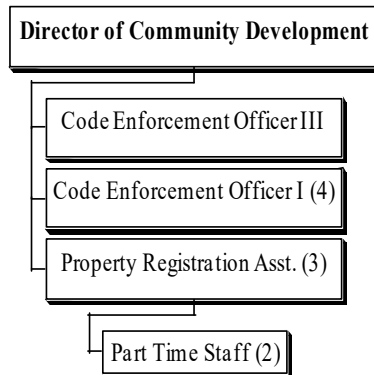 Director of Community Development
Code Enforcement Officer III
Code Enforcement Officer I (4)
Property Registration Asst. (3)
Part Time Staff (2)